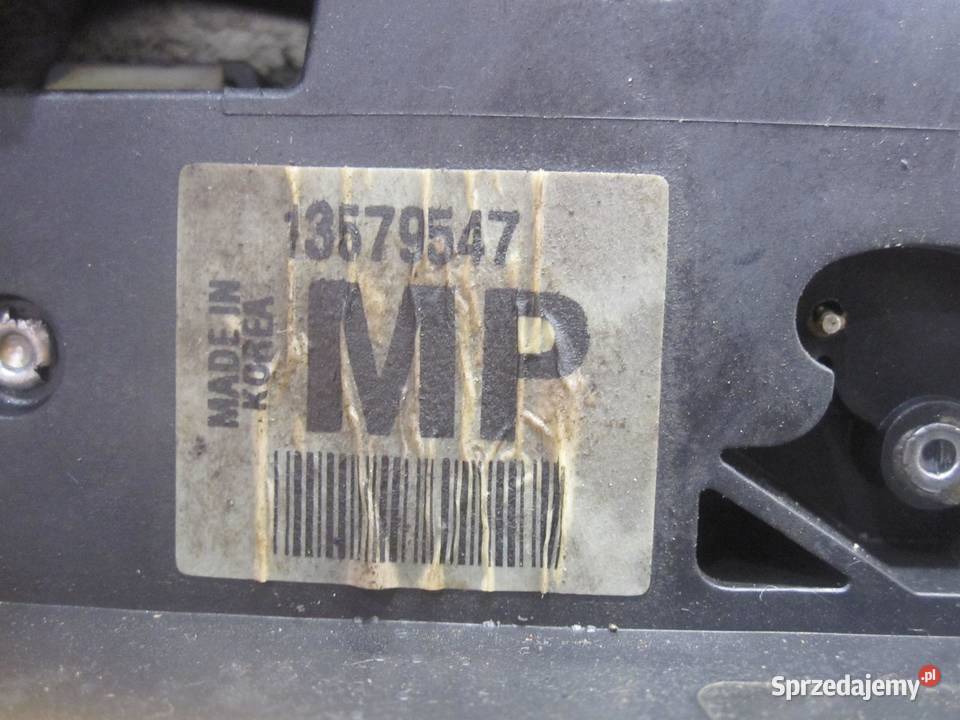 13579547
MADE IN
KOREA
MP
Sprzedajemy.pl